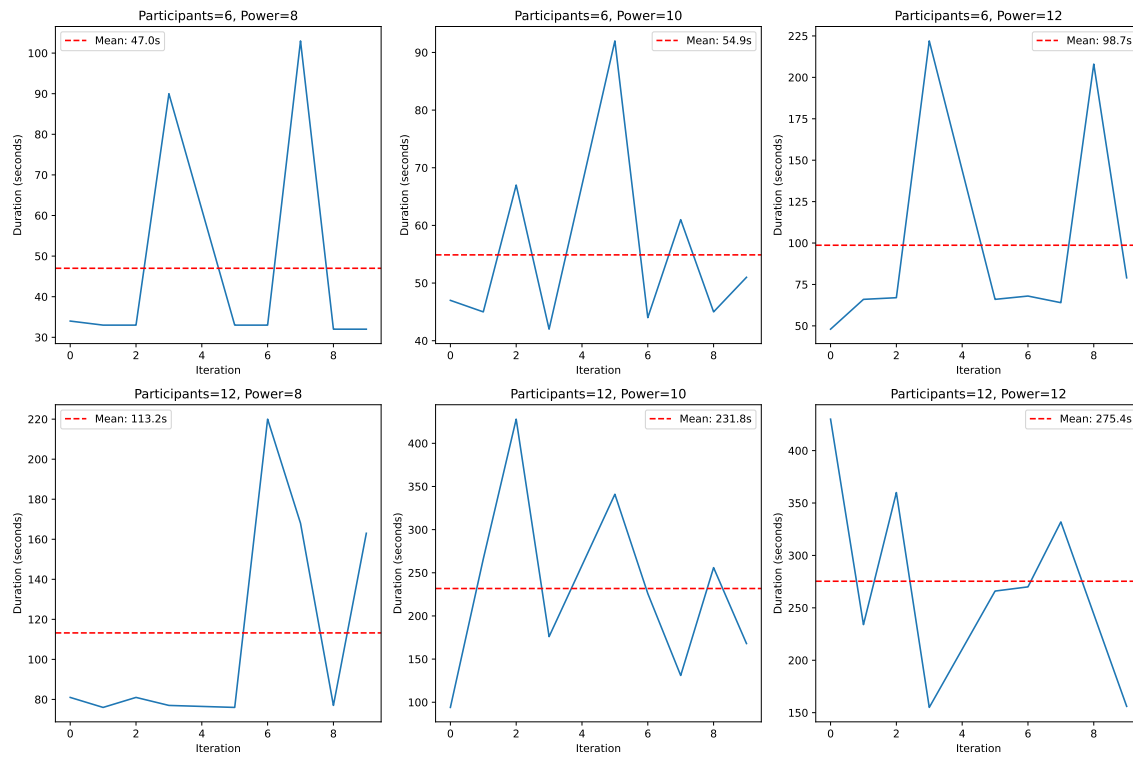 Participants=6, Power=8
Mean: 47.0s
100
90
80
70
60
50
40
30
Duration (seconds)
0 2 4 6 8
Iteration
Participants=6, Power=10
Mean: 54.9s
90
80
70
60
50
40
Duration (seconds)
0 2 4 6 8
Iteration
Participants=6, Power=12
Mean: 98.7s
225
200
175
150
125
100
75
50
Duration (seconds)
0 2 4 6 8
Iteration
Participants=12, Power=8
Mean: 113.2s
220
200
180
160
140
120
100
80
Duration (seconds)
0 2 4 6 8
Iteration
Participants=12, Power=10
Mean: 231.8s
400
350
300
250
200
150
100
Duration (seconds)
0 2 4 6 8
Iteration
Participants=12, Power=12
Mean: 275.4s
400
350
300
250
200
150
Duration (seconds)
0 2 4 6 8
Iteration